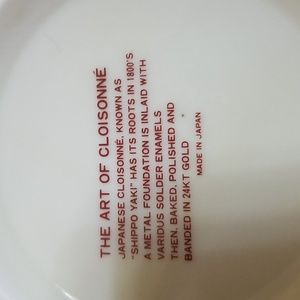 THE ART OF CLOISONNÉ
JAPANESE CLOISONNÉ, KNOWN AS
"SHIPPO YAKI" HAS ITS ROOTS IN 1800'S
A METAL FOUNDATION IS INLAID WITH
VARIDUS SOLDER ENAMELS
THEN, BAKED, POLISHED AND
BANDED IN 24KT GOLD
MADE IN JAPAN